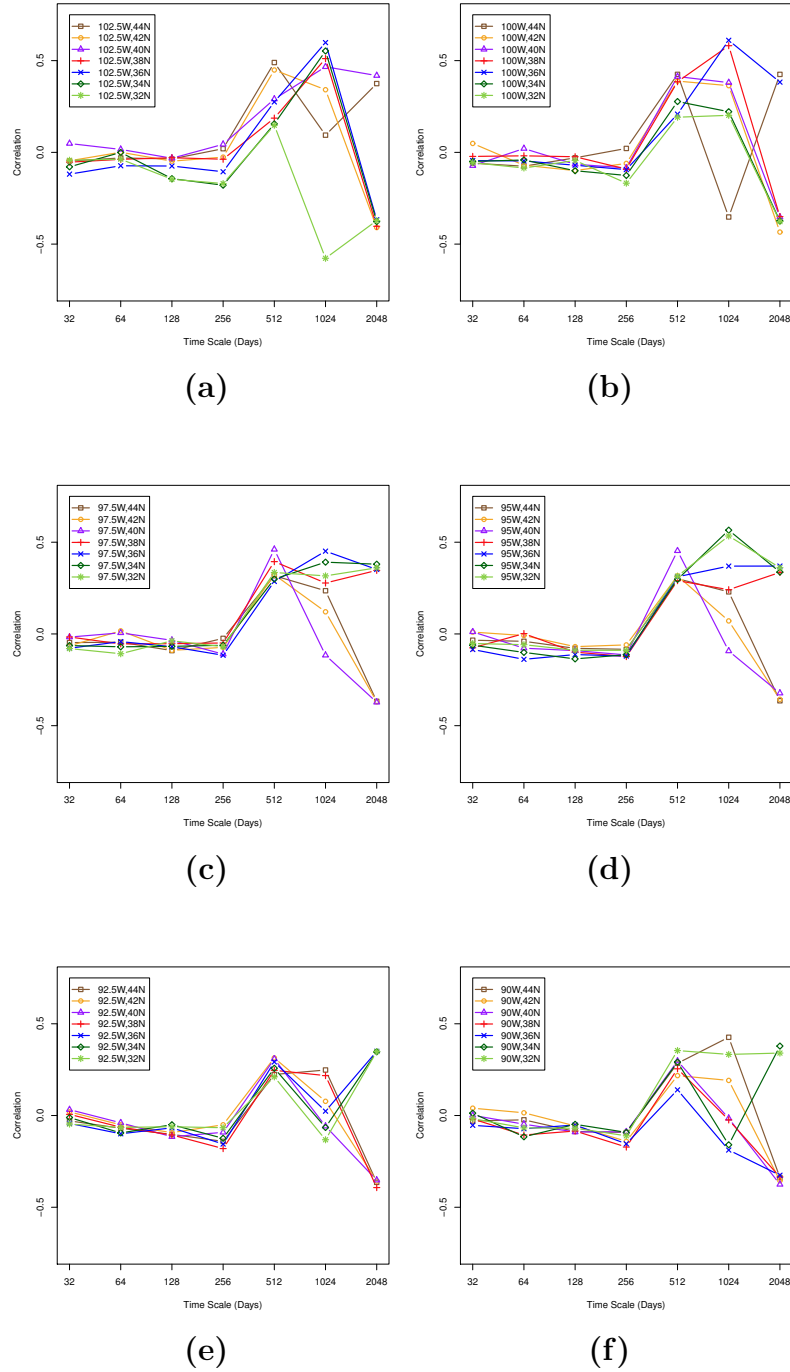 102.5W,44N
102.5W,42N
102.5W,40N
102.5W,38N
102.5W,36N
102.5W,34N
102.5W,32N
0.5
0.0
−0.5
Correlation
32 64 128 256 512 1024 2048
Time Scale (Days)
(a)
100W,44N
100W,42N
100W,40N
100W,38N
100W,36N
100W,34N
100W,32N
0.5
0.0
−0.5
Correlation
32 64 128 256 512 1024 2048
Time Scale (Days)
(b)
97.5W,44N
97.5W,42N
97.5W,40N
97.5W,38N
97.5W,36N
97.5W,34N
97.5W,32N
0.5
0.0
−0.5
Correlation
32 64 128 256 512 1024 2048
Time Scale (Days)
(c)
95W,44N
95W,42N
95W,40N
95W,38N
95W,36N
95W,34N
95W,32N
0.5
0.0
−0.5
Correlation
32 64 128 256 512 1024 2048
Time Scale (Days)
(d)
92.5W,44N
92.5W,42N
92.5W,40N
92.5W,38N
92.5W,36N
92.5W,34N
92.5W,32N
0.5
0.0
−0.5
Correlation
32 64 128 256 512 1024 2048
Time Scale (Days)
(e)
90W,44N
90W,42N
90W,40N
90W,38N
90W,36N
90W,34N
90W,32N
0.5
0.0
−0.5
Correlation
32 64 128 256 512 1024 2048
Time Scale (Days)
(f)